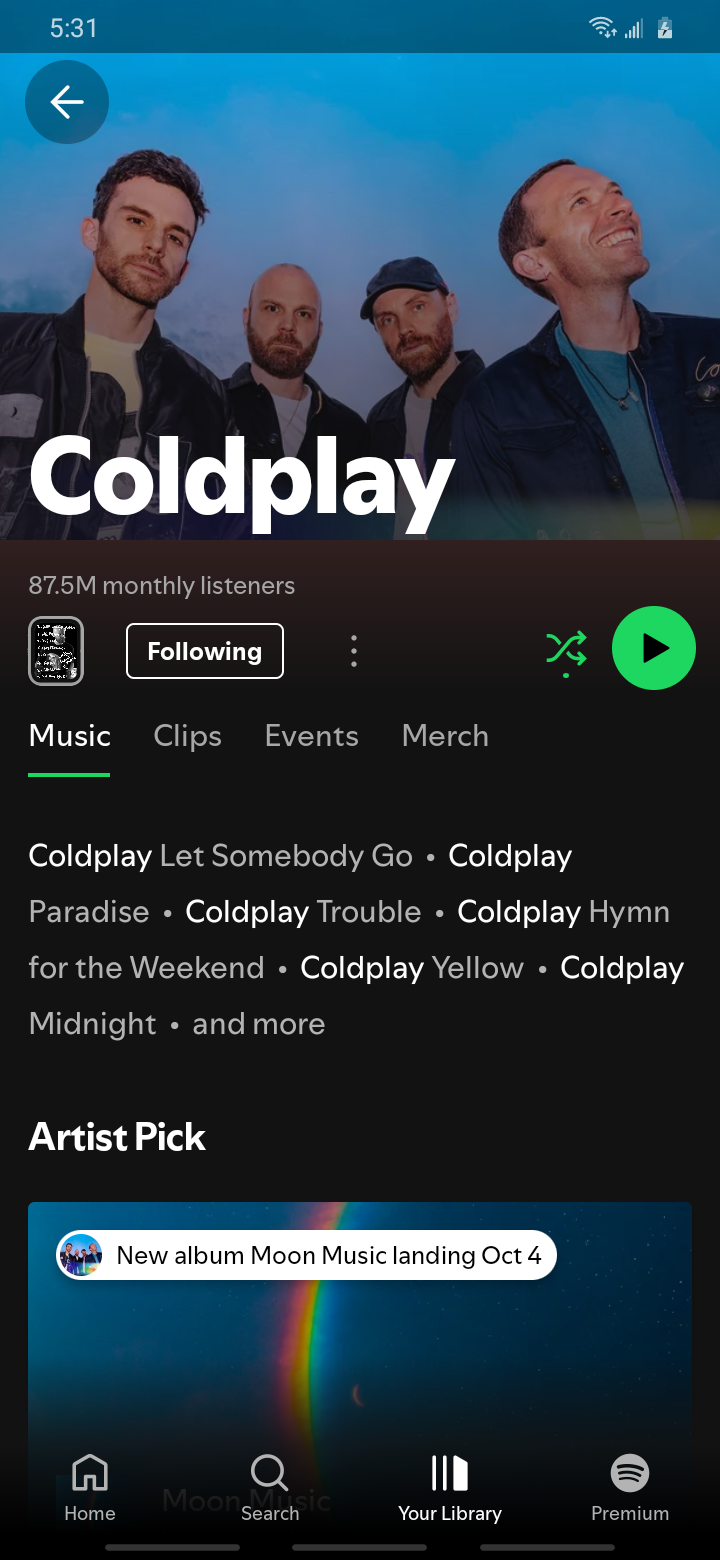 5:31
Coldplay
87.5M monthly listeners
Following
Music Clips Events Merch
Coldplay Let Somebody Go • Coldplay
Paradise • Coldplay Trouble • Coldplay Hymn
for the Weekend • Coldplay Yellow • Coldplay
Midnight • and more
Artist Pick
New album Moon Music landing Oct 4
Moon Music
Home Search Your Library Premium